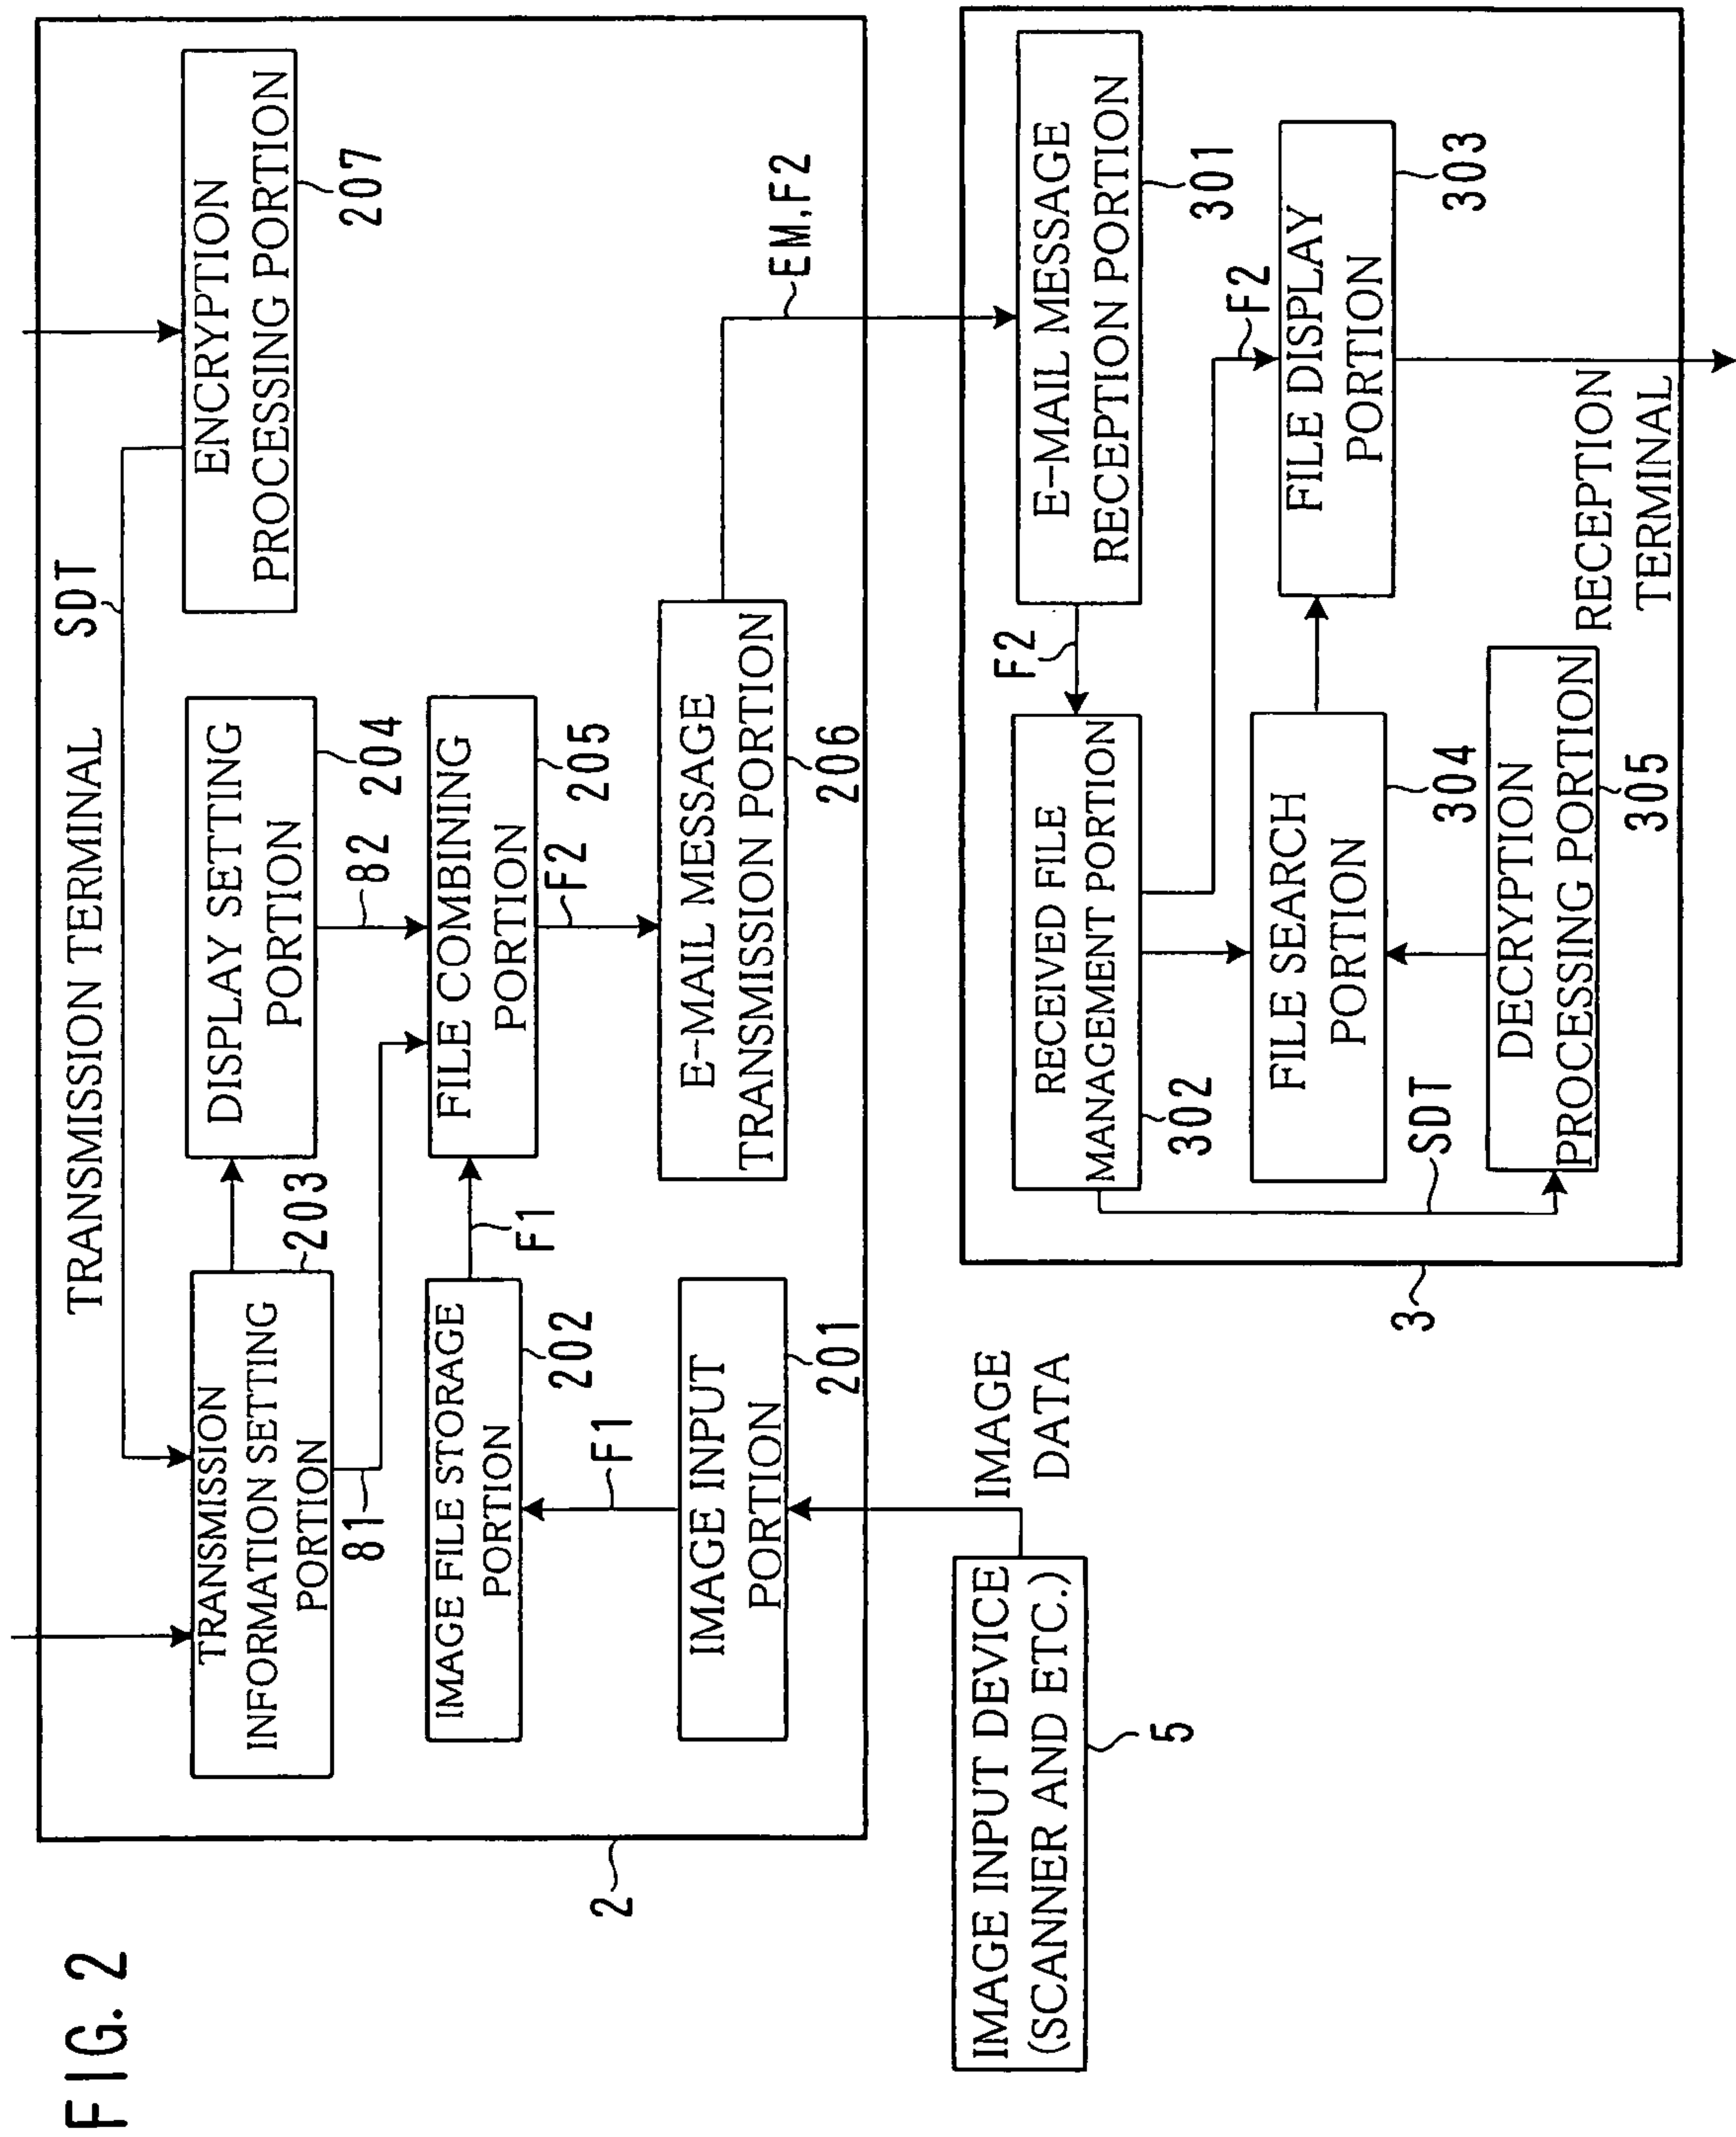 FIG. 2
TRANSMISSION TERMINAL
SDT
2
TRANSMISSION
INFORMATION SETTING
PORTION
203
81
DISPLAY SETTING
PORTION
204
82
ENCRYPTION
PROCESSING PORTION
207
IMAGE FILE STORAGE
PORTION
202
F1
FILE COMBINING
PORTION
205
F2
F1
IMAGE INPUT
PORTION
201
E-MAIL MESSAGE
TRANSMISSION PORTION
206
EM,F2
IMAGE INPUT DEVICE
(SCANNER AND ETC.)
5
IMAGE
DATA
3
RECEIVED FILE
MANAGEMENT PORTION
302
F2
E-MAIL MESSAGE
RECEPTION PORTION
301
F2
FILE SEARCH
PORTION
304
FILE DISPLAY
PORTION
303
SDT
DECRYPTION
PROCESSING PORTION
305
RECEPTION
TERMINAL